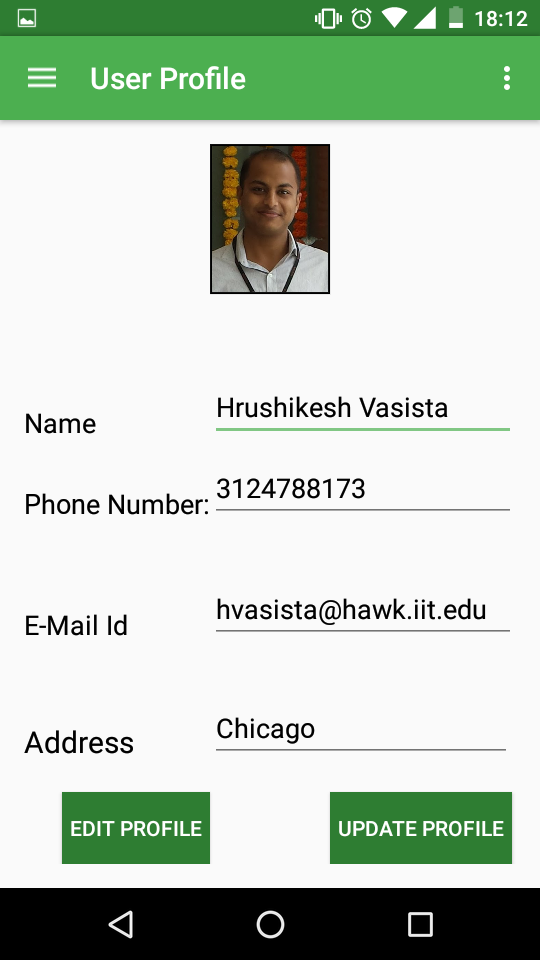 18:12
User Profile
Name Hrushikesh Vasista
Phone Number: 3124788173
E-Mail Id hvasista@hawk.iit.edu
Address Chicago
EDIT PROFILE UPDATE PROFILE